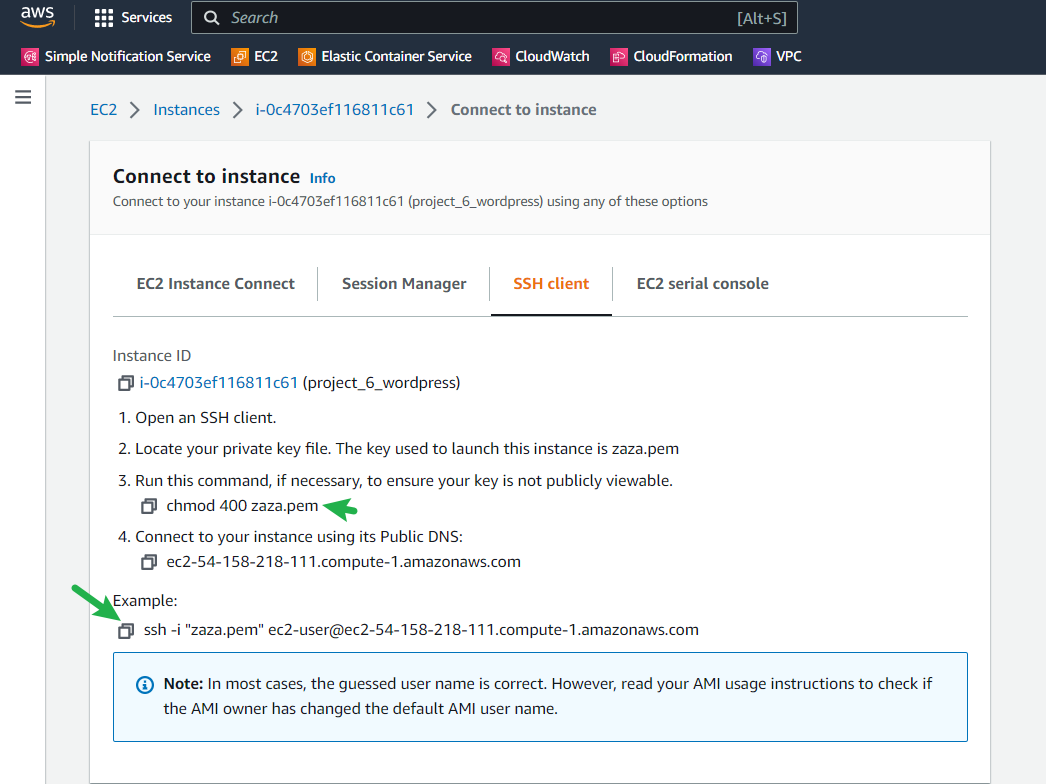 aws
Services
Search
[Alt+S]
Simple Notification Service
EC2
Elastic Container Service
CloudWatch
CloudFormation
VPC
EC2 > Instances > i-0c4703ef116811c61 > Connect to instance
Connect to instance Info
Connect to your instance i-0c4703ef116811c61 (project_6_wordpress) using any of these options
EC2 Instance Connect
Session Manager
SSH client
EC2 serial console
Instance ID
i-0c4703ef116811c61 (project_6_wordpress)
1. Open an SSH client.
2. Locate your private key file. The key used to launch this instance is zaza.pem
3. Run this command, if necessary, to ensure your key is not publicly viewable.
chmod 400 zaza.pem
4. Connect to your instance using its Public DNS:
ec2-54-158-218-111.compute-1.amazonaws.com
Example:
ssh -i "zaza.pem" ec2-user@ec2-54-158-218-111.compute-1.amazonaws.com
Note: In most cases, the guessed user name is correct. However, read your AMI usage instructions to check if
the AMI owner has changed the default AMI user name.